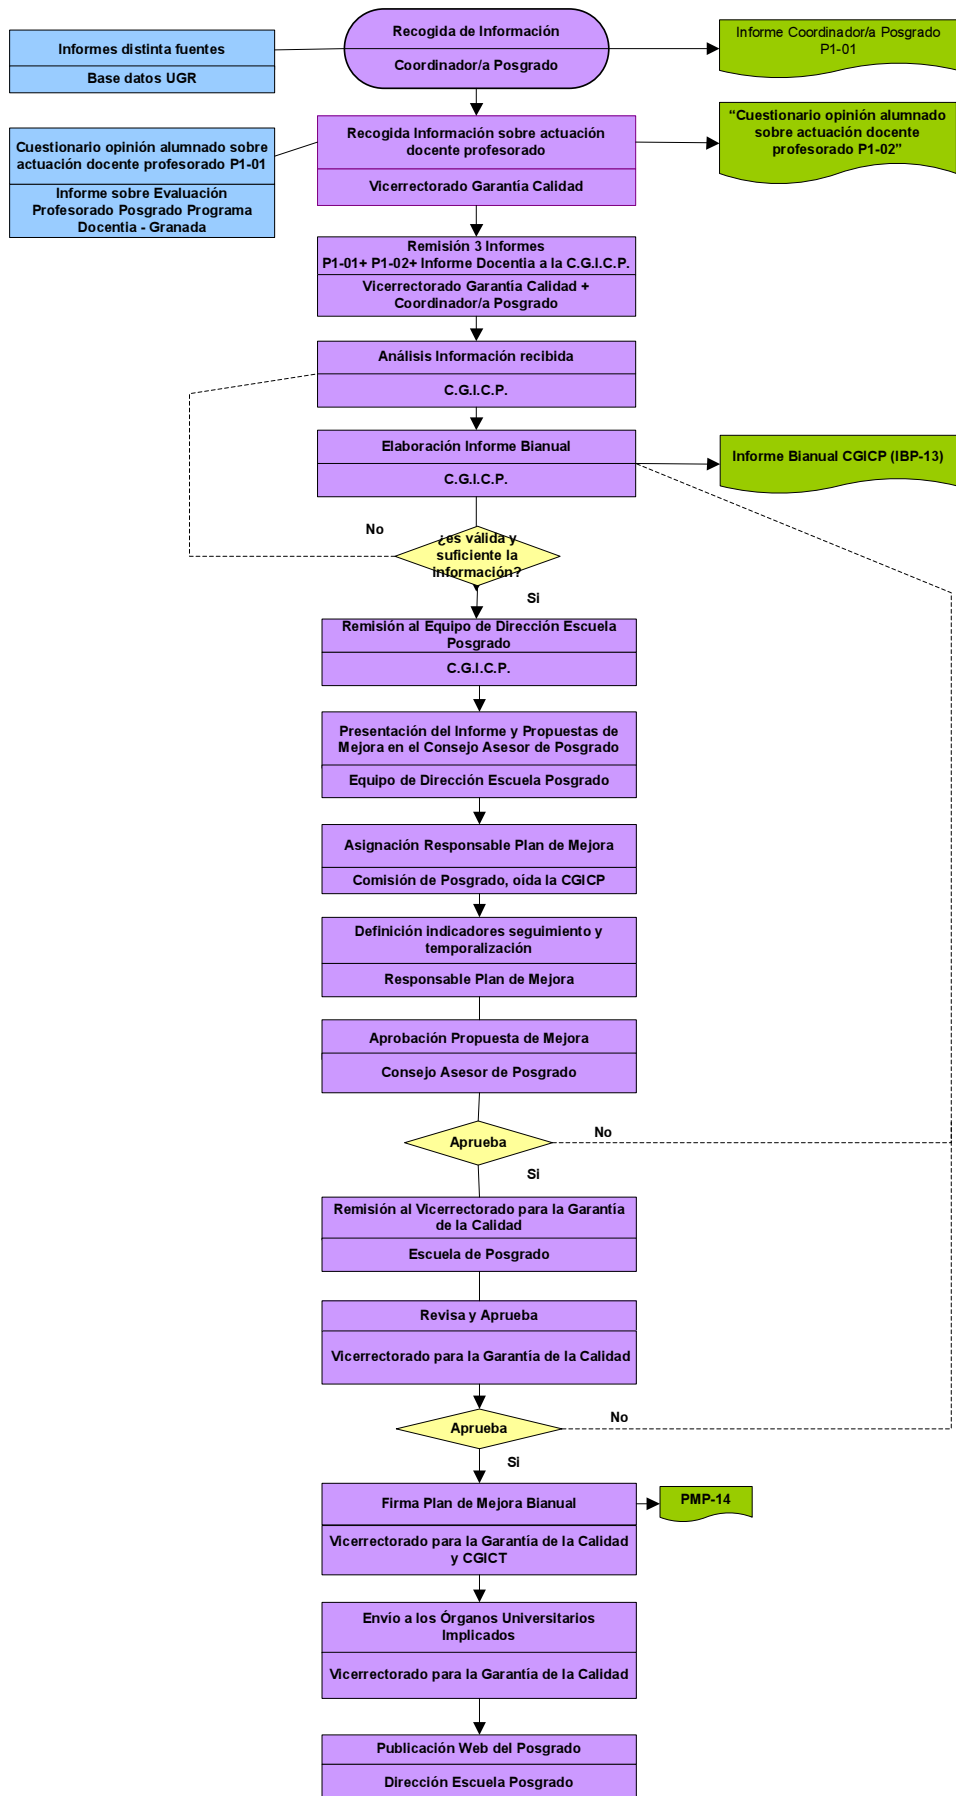 Recogida de Información
Coordinador/a Posgrado
Informes distinta fuentes
Base datos UGR
Informe Coordinador/a Posgrado
P1-01
Recogida Información sobre actuación
docente profesorado
Vicerrectorado Garantía Calidad
Cuestionario opinión alumnado sobre
actuación docente profesorado P1-01
Informe sobre Evaluación
Profesorado Posgrado Programa
Docentia - Granada
“Cuestionario opinión alumnado
sobre actuación docente
profesorado P1-02”
Remisión 3 Informes
P1-01+ P1-02+ Informe Docentia a la C.G.I.C.P.
Vicerrectorado Garantía Calidad +
Coordinador/a Posgrado
Análisis Información recibida
C.G.I.C.P.
Elaboración Informe Bianual
C.G.I.C.P.
Informe Bianual CGICP (IBP-13)
No
¿es válida y
suficiente la
información?
Si
Remisión al Equipo de Dirección Escuela
Posgrado
C.G.I.C.P.
Presentación del Informe y Propuestas de
Mejora en el Consejo Asesor de Posgrado
Equipo de Dirección Escuela Posgrado
Asignación Responsable Plan de Mejora
Comisión de Posgrado, oída la CGICP
Definición indicadores seguimiento y
temporalización
Responsable Plan de Mejora
Aprobación Propuesta de Mejora
Consejo Asesor de Posgrado
Aprueba
No
Si
Remisión al Vicerrectorado para la Garantía
de la Calidad
Escuela de Posgrado
Revisa y Aprueba
Vicerrectorado para la Garantía de la Calidad
Aprueba
No
Si
Firma Plan de Mejora Bianual
Vicerrectorado para la Garantía de la Calidad
y CGICT
PMP-14
Envío a los Órganos Universitarios
Implicados
Vicerrectorado para la Garantía de la Calidad
Publicación Web del Posgrado
Dirección Escuela Posgrado